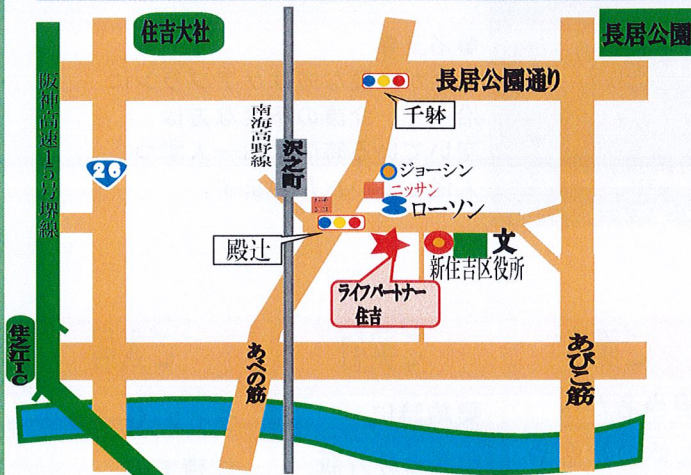 住吉大社
長居公園
阪神高速15号堺線
26
南海高野線
沢之町
長居公園通り
千躰
ジョーシン
ニッサン
ローソン
殿辻
文
新住吉区役所
ライフパートナー
住吉
住之江IC
あべの筋
あびこ筋